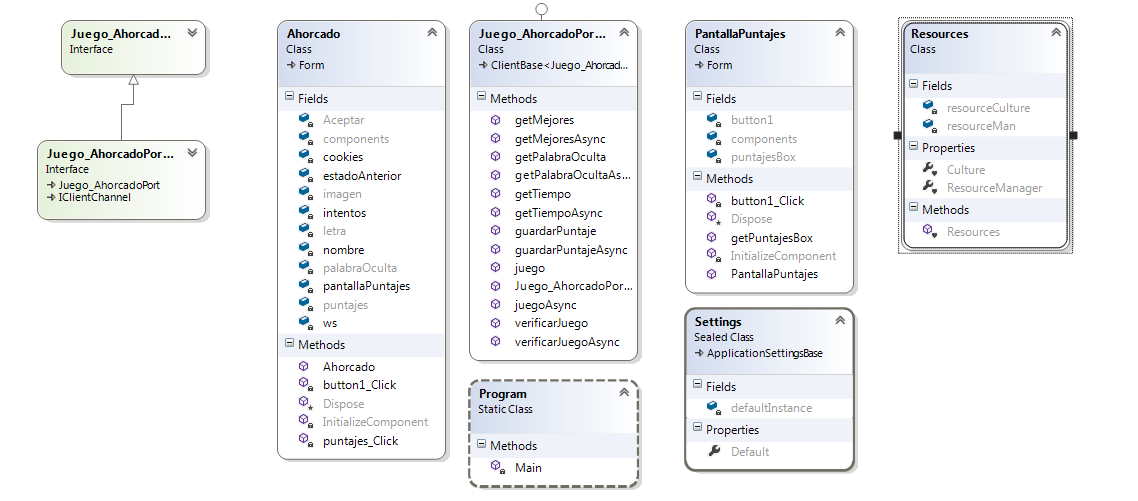 Juego_Ahorcad...
Interface
Juego_AhorcadoPor...
Interface
Juego_AhorcadoPort
IClientChannel
Ahorcado
Class
Form
Fields
Aceptar
components
cookies
estadoAnterior
imagen
intentos
letra
nombre
palabraOculta
pantallaPuntajes
puntajes
ws
Methods
Ahorcado
button1_Click
Dispose
InitializeComponent
puntajes_Click
Juego_AhorcadoPor...
Class
ClientBase<Juego_Ahorcad...
Methods
getMejores
getMejoresAsync
getPalabraOculta
getPalabraOcultaAs...
getTiempo
getTiempoAsync
guardarPuntaje
guardarPuntajeAsync
juego
Juego_AhorcadoPor...
juegoAsync
verificarJuego
verificarJuegoAsync
Program
Static Class
Methods
Main
PantallaPuntajes
Class
Form
Fields
button1
components
puntajesBox
Methods
button1_Click
Dispose
getPuntajesBox
InitializeComponent
PantallaPuntajes
Settings
Sealed Class
ApplicationSettingsBase
Fields
defaultInstance
Properties
Default
Resources
Class
Fields
resourceCulture
resourceMan
Properties
Culture
ResourceManager
Methods
Resources